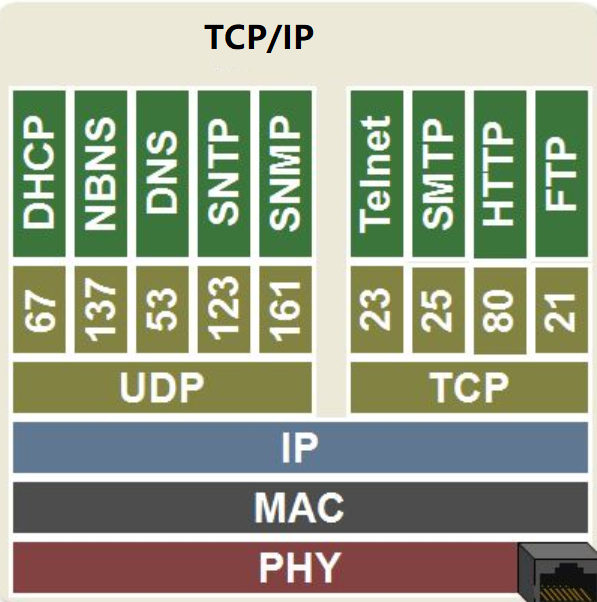 TCP/IP
DHCP NBNS DNS SNTP SNMP Telnet SMTP HTTP FTP
67 137 53 123 161 23 25 80 21
UDP TCP
IP
MAC
PHY